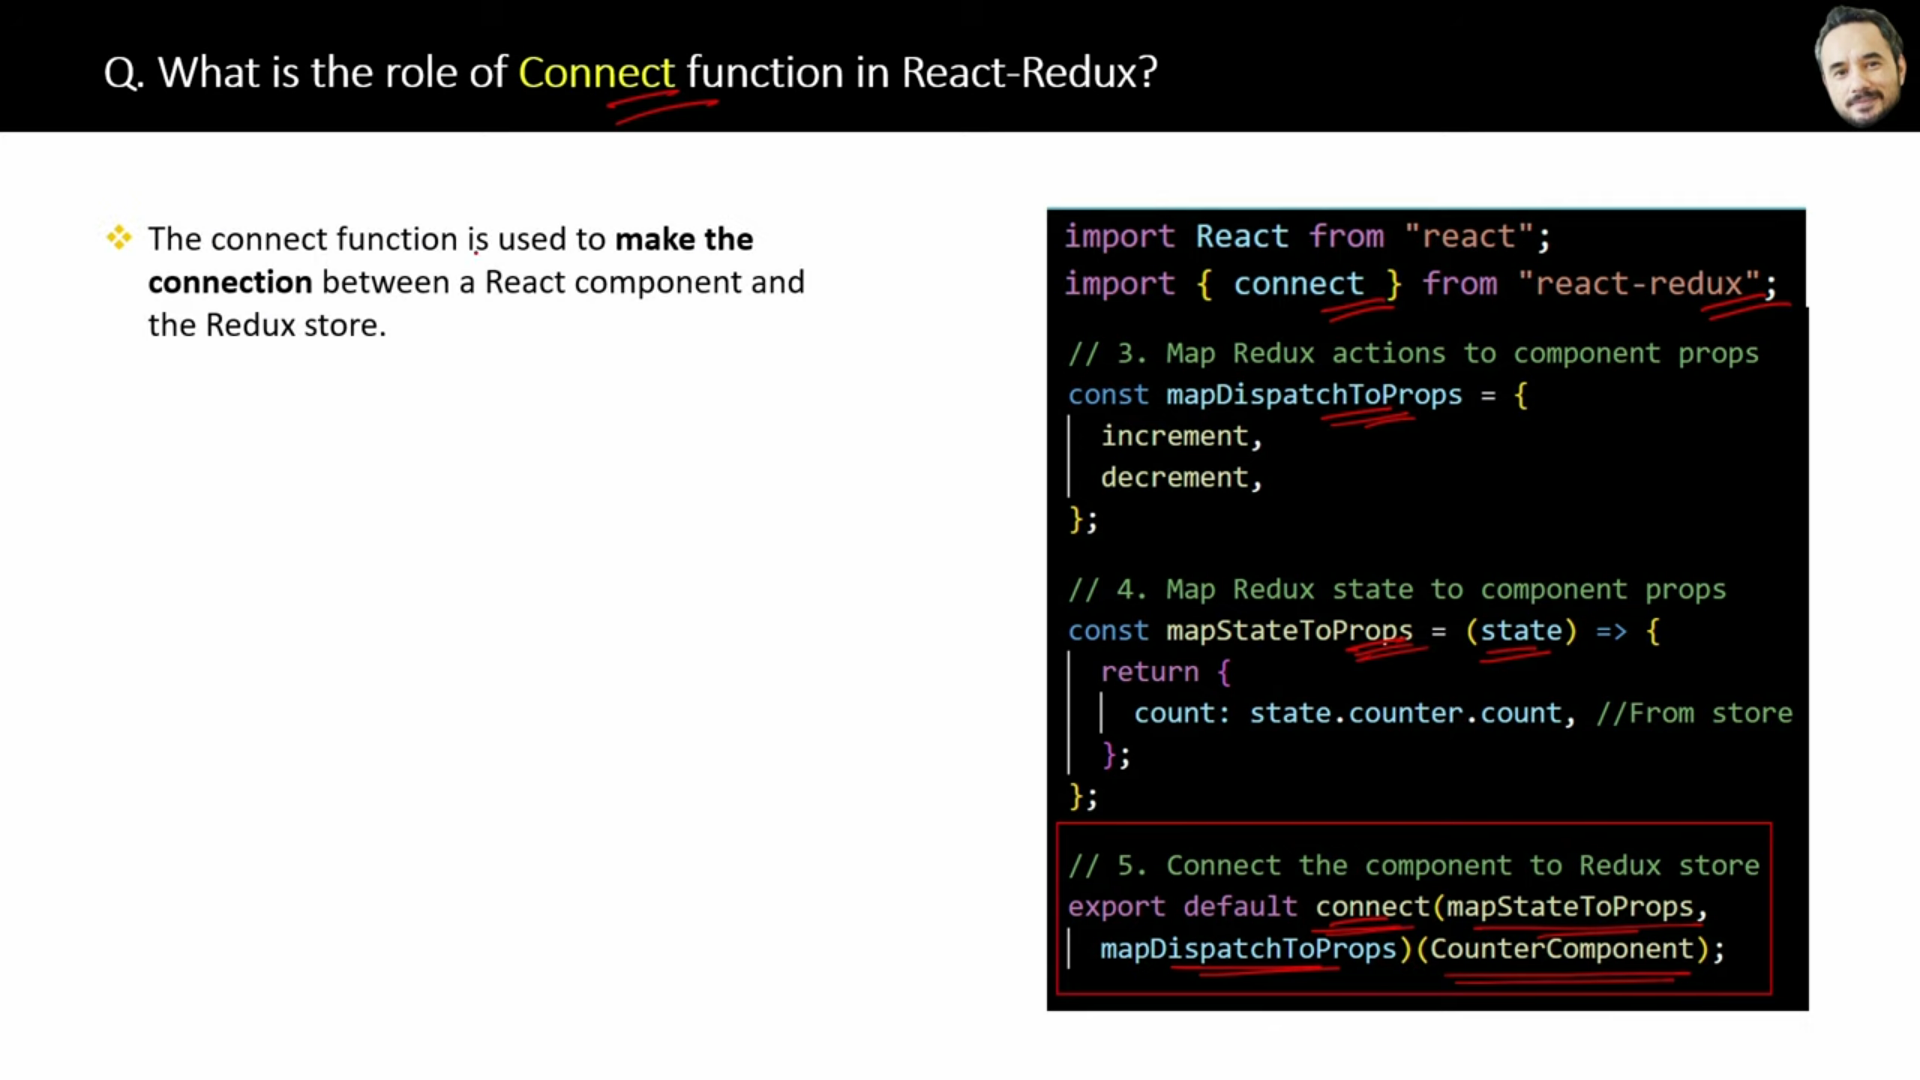 Q. What is the role of Connect function in React-Redux?
The connect function is used to make the
connection between a React component and
the Redux store.
import React from "react";
import { connect } from "react-redux";
// 3. Map Redux actions to component props
const mapDispatchToProps = {
increment,
decrement,
};
// 4. Map Redux state to component props
const mapStateToProps = (state) => {
return {
count: state.counter.count, //From store
};
};
// 5. Connect the component to Redux store
export default connect(mapStateToProps,
mapDispatchToProps)(CounterComponent);